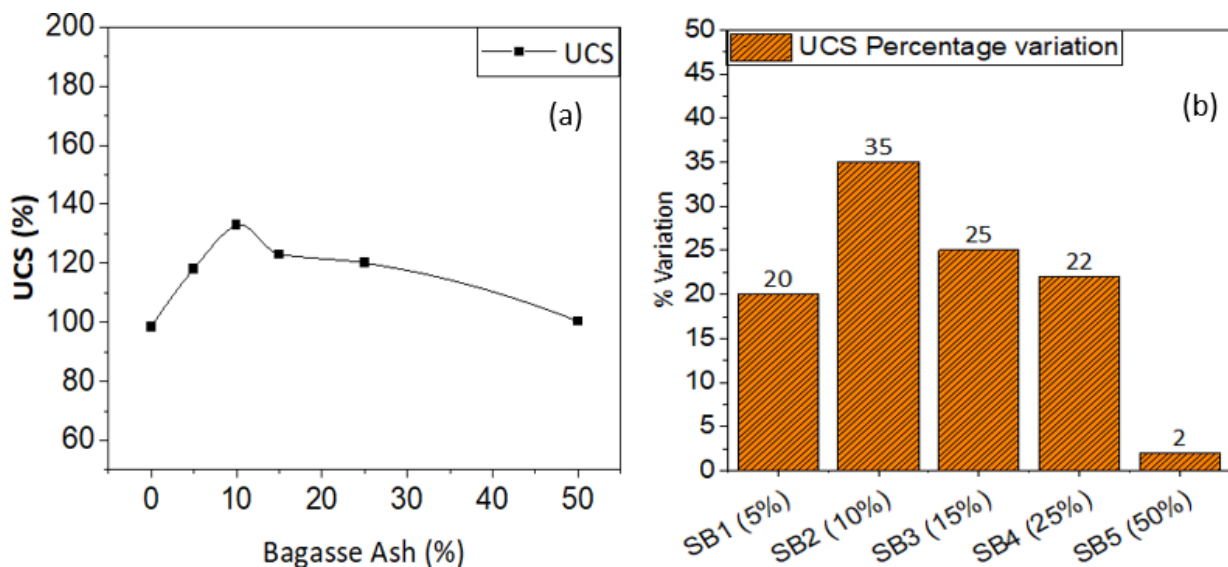 200
180
160
140
120
100
80
60
UCS (%)
UCS
(a)
0 10 20 30 40 50
Bagasse Ash (%)
50
45
40
35
30
25
20
15
10
5
0
% Variation
UCS Percentage variation
(b)
20
35
25
22
2
SB1 (5%)
SB2 (10%)
SB3 (15%)
SB4 (25%)
SB5 (50%)